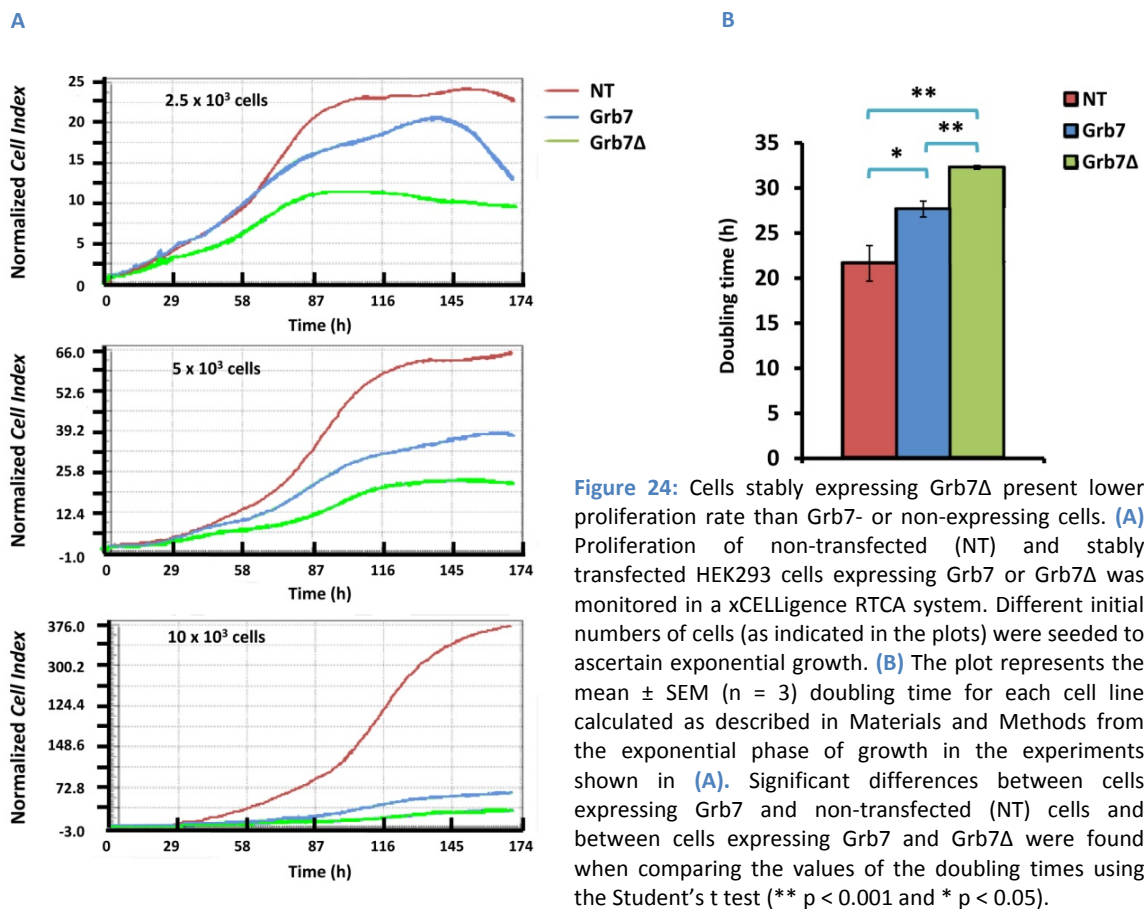 A
B
Normalized Cell Index
25
20
15
10
5
0
2.5 x 10³ cells
0 29 58 87 116 145 174
Time (h)
NT
Grb7
Grb7Δ
Normalized Cell Index
66.0
52.6
39.2
25.8
12.4
-1.0
5 x 10³ cells
0 29 58 87 116 145 174
Time (h)
Normalized Cell Index
376.0
300.2
124.4
148.6
72.8
-3.0
10 x 10³ cells
0 29 58 87 116 145 174
Time (h)
Doubling time (h)
35
30
25
20
15
10
5
0
**
**
*
NT
Grb7
Grb7Δ
Figure 24: Cells stably expressing Grb7Δ present lower
proliferation rate than Grb7- or non-expressing cells. (A)
Proliferation of non-transfected (NT) and stably
transfected HEK293 cells expressing Grb7 or Grb7Δ was
monitored in a xCELLigence RTCA system. Different initial
numbers of cells (as indicated in the plots) were seeded to
ascertain exponential growth. (B) The plot represents the
mean ± SEM (n = 3) doubling time for each cell line
calculated as described in Materials and Methods from
the exponential phase of growth in the experiments
shown in (A). Significant differences between cells
expressing Grb7 and non-transfected (NT) cells and
between cells expressing Grb7 and Grb7Δ were found
when comparing the values of the doubling times using
the Student's t test (** p < 0.001 and * p < 0.05).